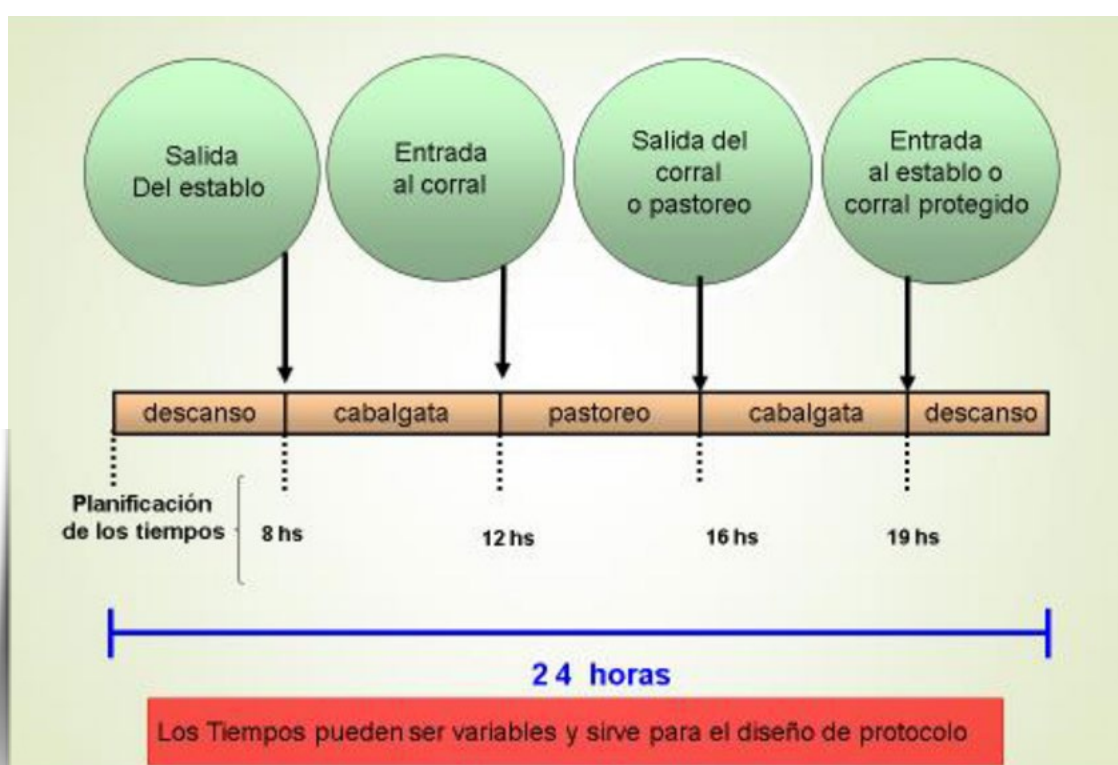 Salida
Del establo
Entrada
al corral
Salida del
corral
o pastoreo
Entrada
al establo o
corral protegido
descanso
cabalgata
pastoreo
cabalgata
descanso
Planificación
de los tiempos
8 hs
12 hs
16 hs
19 hs
2 4 horas
Los Tiempos pueden ser variables y sirve para el diseño de protocolo